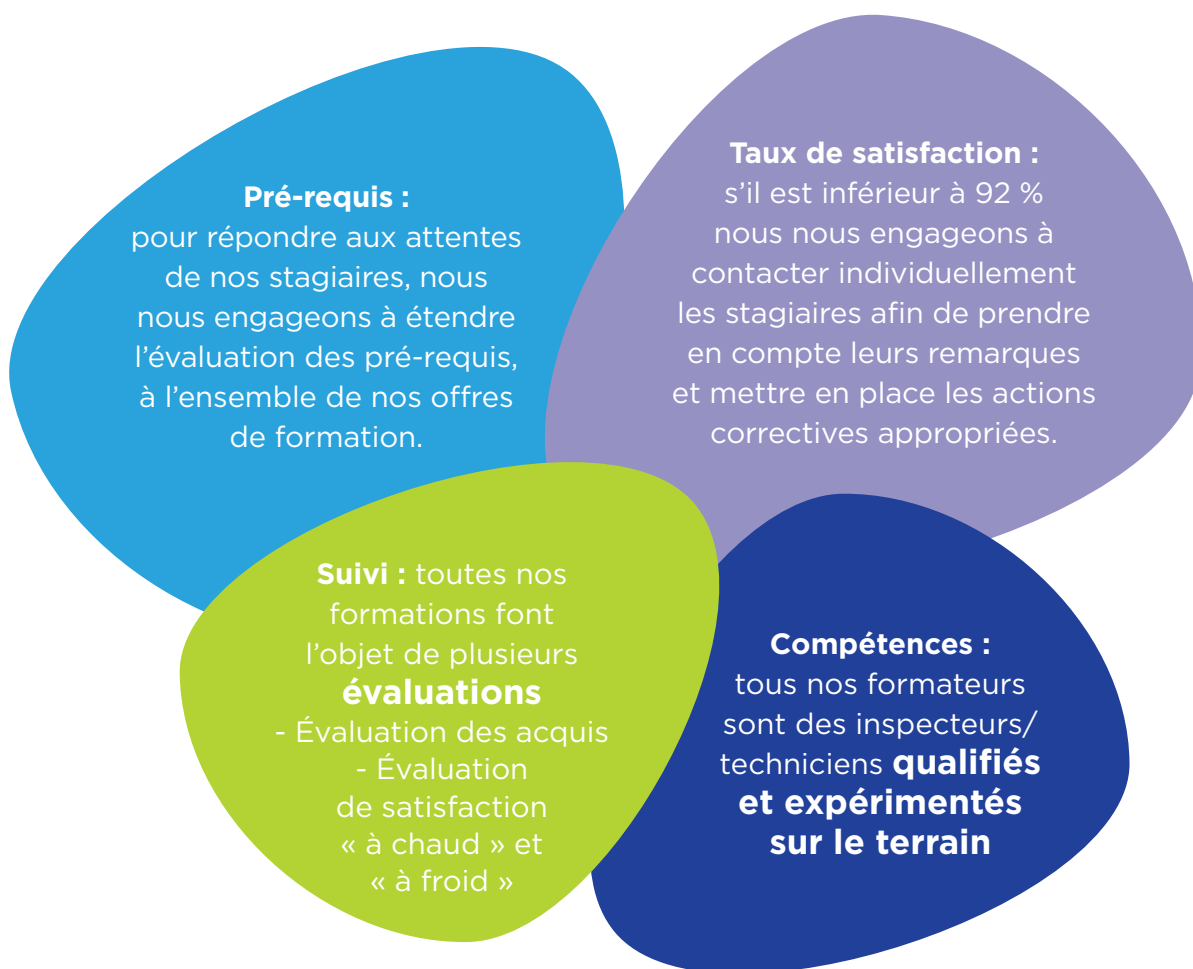 Pré-requis :
pour répondre aux attentes
de nos stagiaires, nous
nous engageons à étendre
l’évaluation des pré-requis,
à l’ensemble de nos offres
de formation.
Taux de satisfaction :
s’il est inférieur à 92 %
nous nous engageons à
contacter individuellement
les stagiaires afin de prendre
en compte leurs remarques
et mettre en place les actions
correctives appropriées.
Suivi : toutes nos
formations font
l’objet de plusieurs
évaluations
- Évaluation des acquis
- Évaluation
de satisfaction
« à chaud » et
« à froid »
Compétences :
tous nos formateurs
sont des inspecteurs/
techniciens qualifiés
et expérimentés
sur le terrain